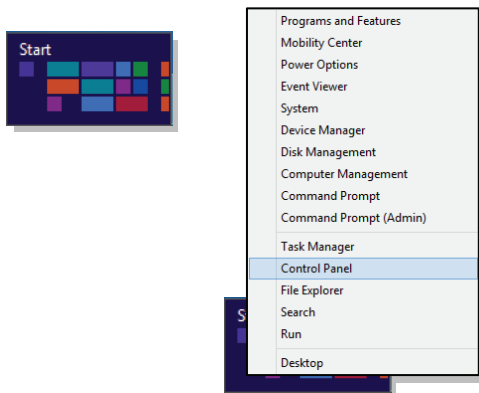 Start
Programs and Features
Mobility Center
Power Options
Event Viewer
System
Device Manager
Disk Management
Computer Management
Command Prompt
Command Prompt (Admin)
Task Manager
Control Panel
File Explorer
Search
Run
Desktop